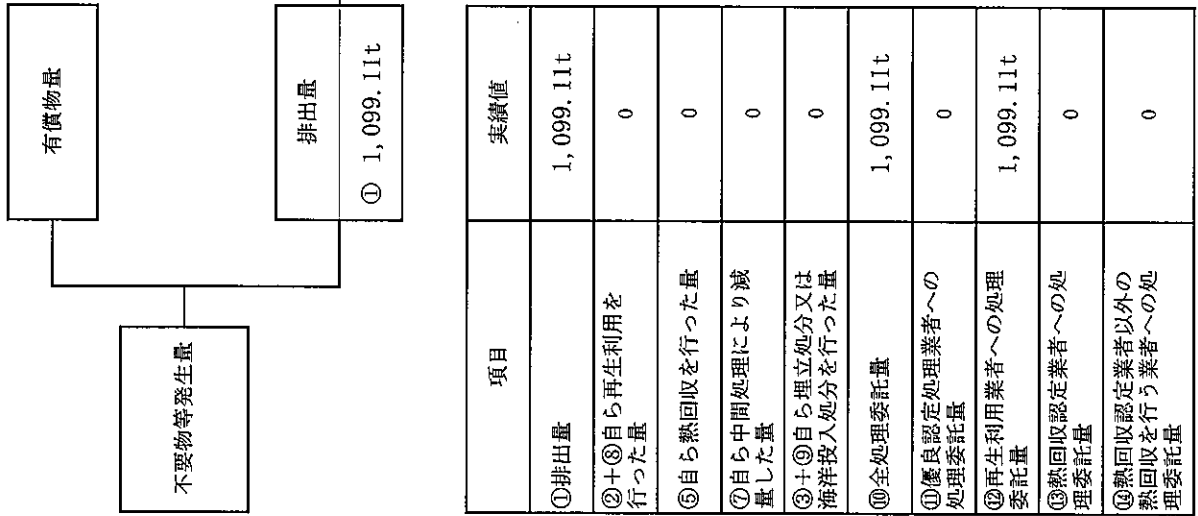 有償物量
不要物等発生量
排出量
① 1,099.11t
項目
実績値
①排出量
1,099.11t
②+⑧自ら再生利用を
行った量
0
⑤自ら熱回収を行った量
0
⑦自ら中間処理により減
量した量
0
③+⑨自ら埋立処分又は
海洋投入処分を行った量
0
⑩全処理委託量
1,099.11t
⑪優良認定処理業者への
処理委託量
0
⑫再生利用業者への処理
委託量
1,099.11t
⑬熱回収認定業者への処
理委託量
0
⑭熱回収認定業者以外の
熱回収を行う業者への処
理委託量
0